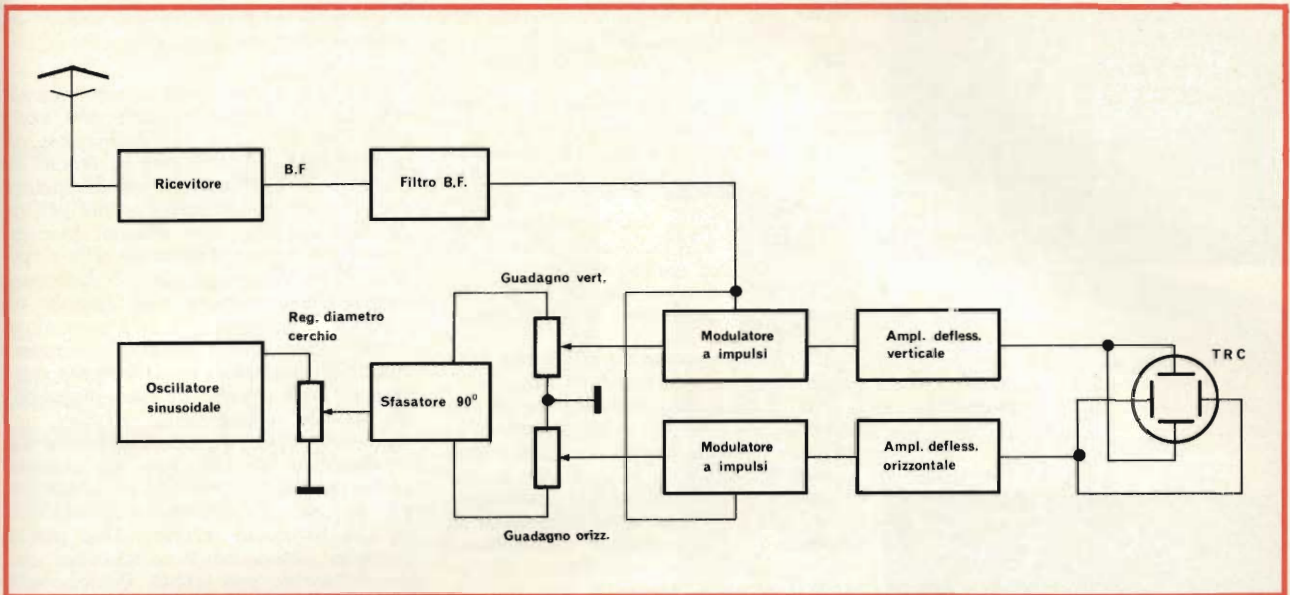 Ricevitore
B.F
Filtro B.F.
Guadagno vert.
Reg. diametro
cerchio
Oscillatore
sinusoidale
Sfasatore 90°
Modulatore
a impulsi
Ampl. defless.
verticale
TRC
Modulatore
a impulsi
Ampl. defless.
orizzontale
Guadagno orizz.